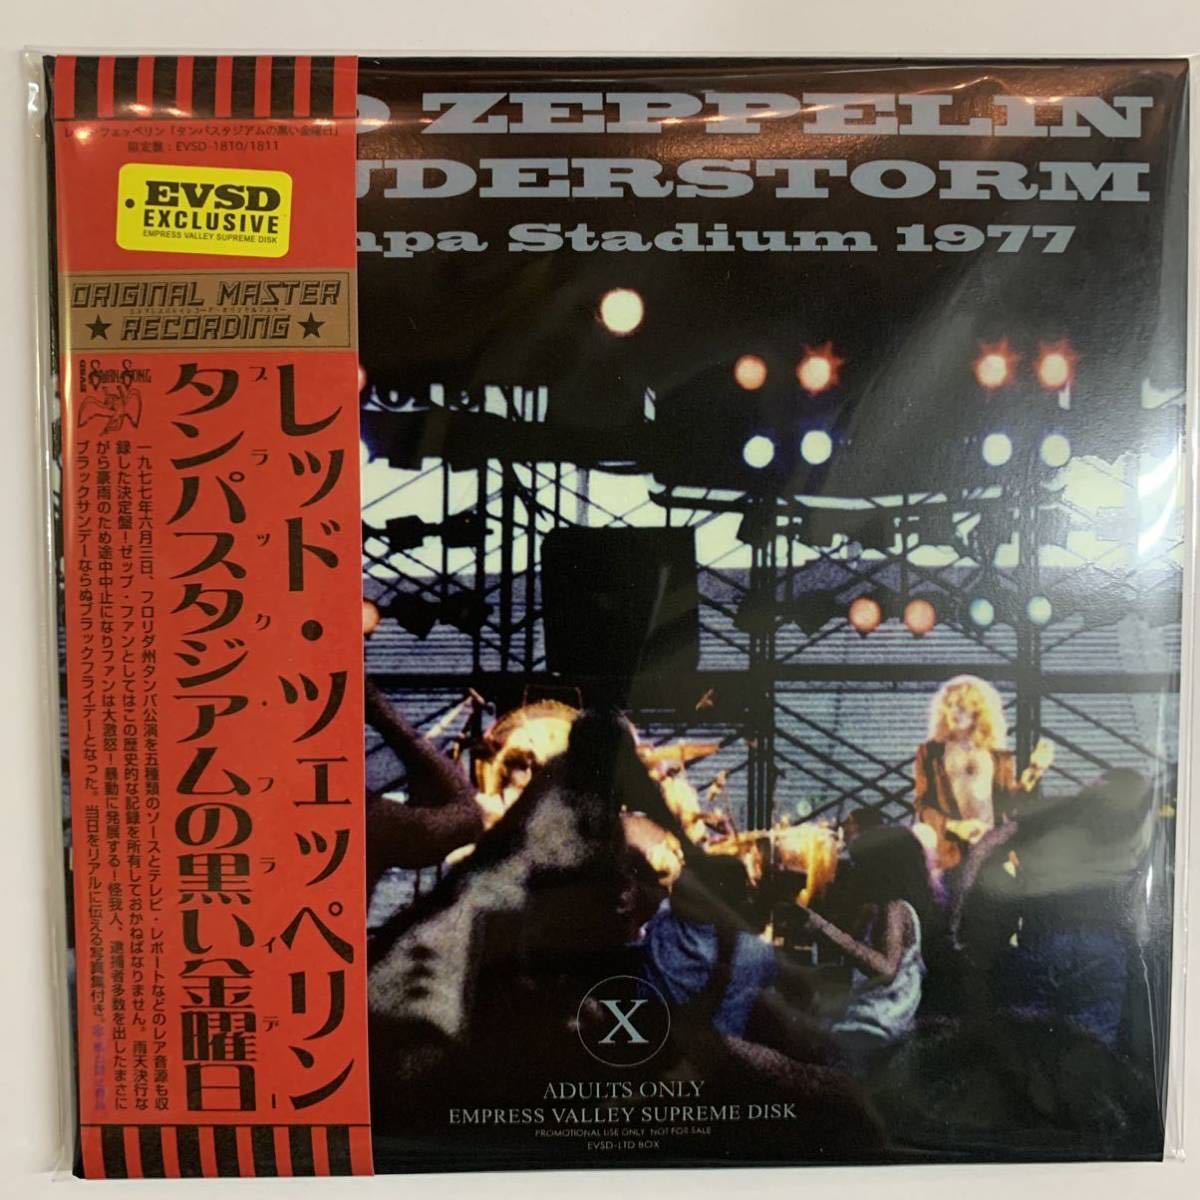 ZEPPELIN
DERSTORM
Stadium 1977
「タンパスタジアムの黒い金曜日」
限定盤：EVSD-1810/1811
EVSD
EXCLUSIVE
EMPRESS VALLEY SUPREME DISK
ORIGINAL MASTER
★ RECORDING ★
レッド・ツェッペリン
ブラック・フライデー
タンパスタジアムの黒い金曜日
一九七七年六月三日、フロリダ州タンパ公演を五種類のソースとテレビ・レポートなどのレア音源も収
録した決定盤！ゼップ・ファンとしてはこの歴史的な記録を所有しておかねばなりません。雨天決行な
がら豪雨のため途中中止になりファンは大激怒！暴動に発展する！怪我人、逮捕者多数を出したまさに
ブラックサンデーならぬブラックフライデーとなった。当日をリアルに伝える写真集付き。
SWAN SONG
EVSD
X
ADULTS ONLY
EMPRESS VALLEY SUPREME DISK
PROMOTIONAL USE ONLY NOT FOR SALE
EVSD-LTD BOX